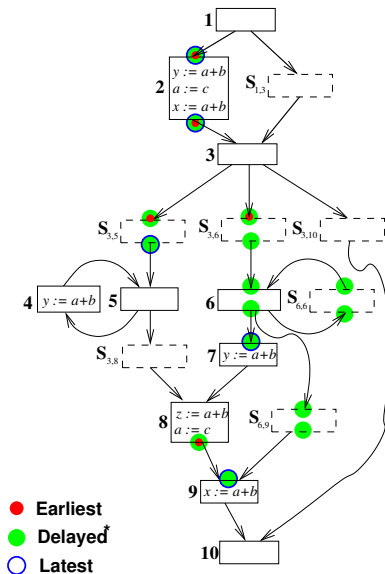 1
2
y := a+b
a := c
x := a+b
S1,3
3
S3,5
S3,6
S3,10
4
y := a+b
5
6
S6,6
S3,8
7
y := a+b
8
z := a+b
a := c
S6,9
9
x := a+b
10
Earliest
Delayed*
Latest